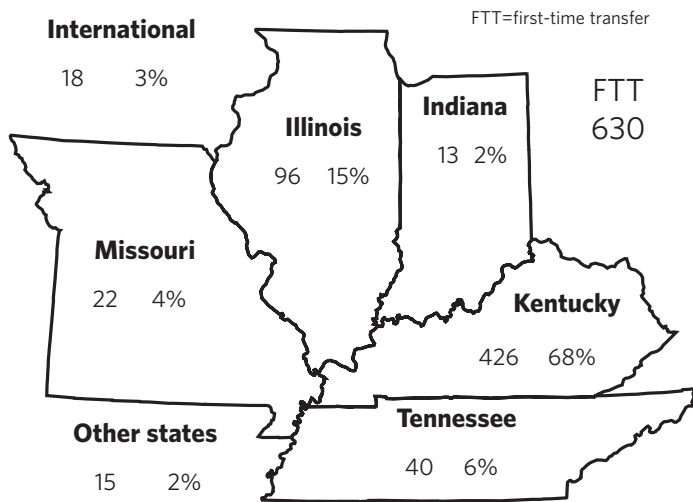 FTT=first-time transfer
International
18 3%
FTT
630
Illinois
96 15%
Indiana
13 2%
Missouri
22 4%
Kentucky
426 68%
Other states
15 2%
Tennessee
40 6%